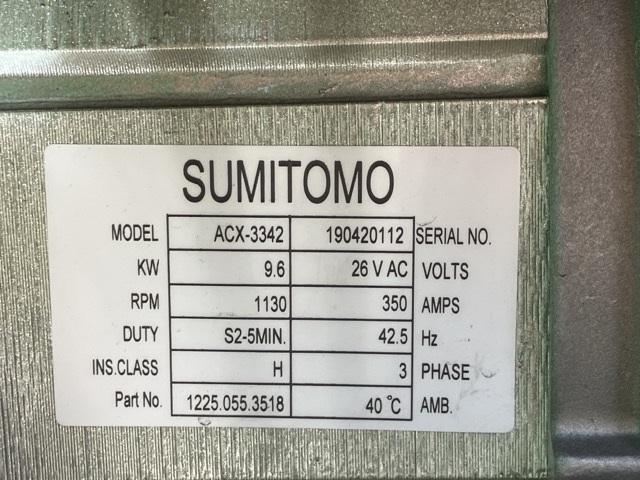 SUMITOMO
MODEL ACX-3342 190420112 SERIAL NO.
KW 9.6 26 V AC VOLTS
RPM 1130 350 AMPS
DUTY S2-5MIN. 42.5 Hz
INS.CLASS H 3 PHASE
Part No. 1225.055.3518 40 ℃ AMB.